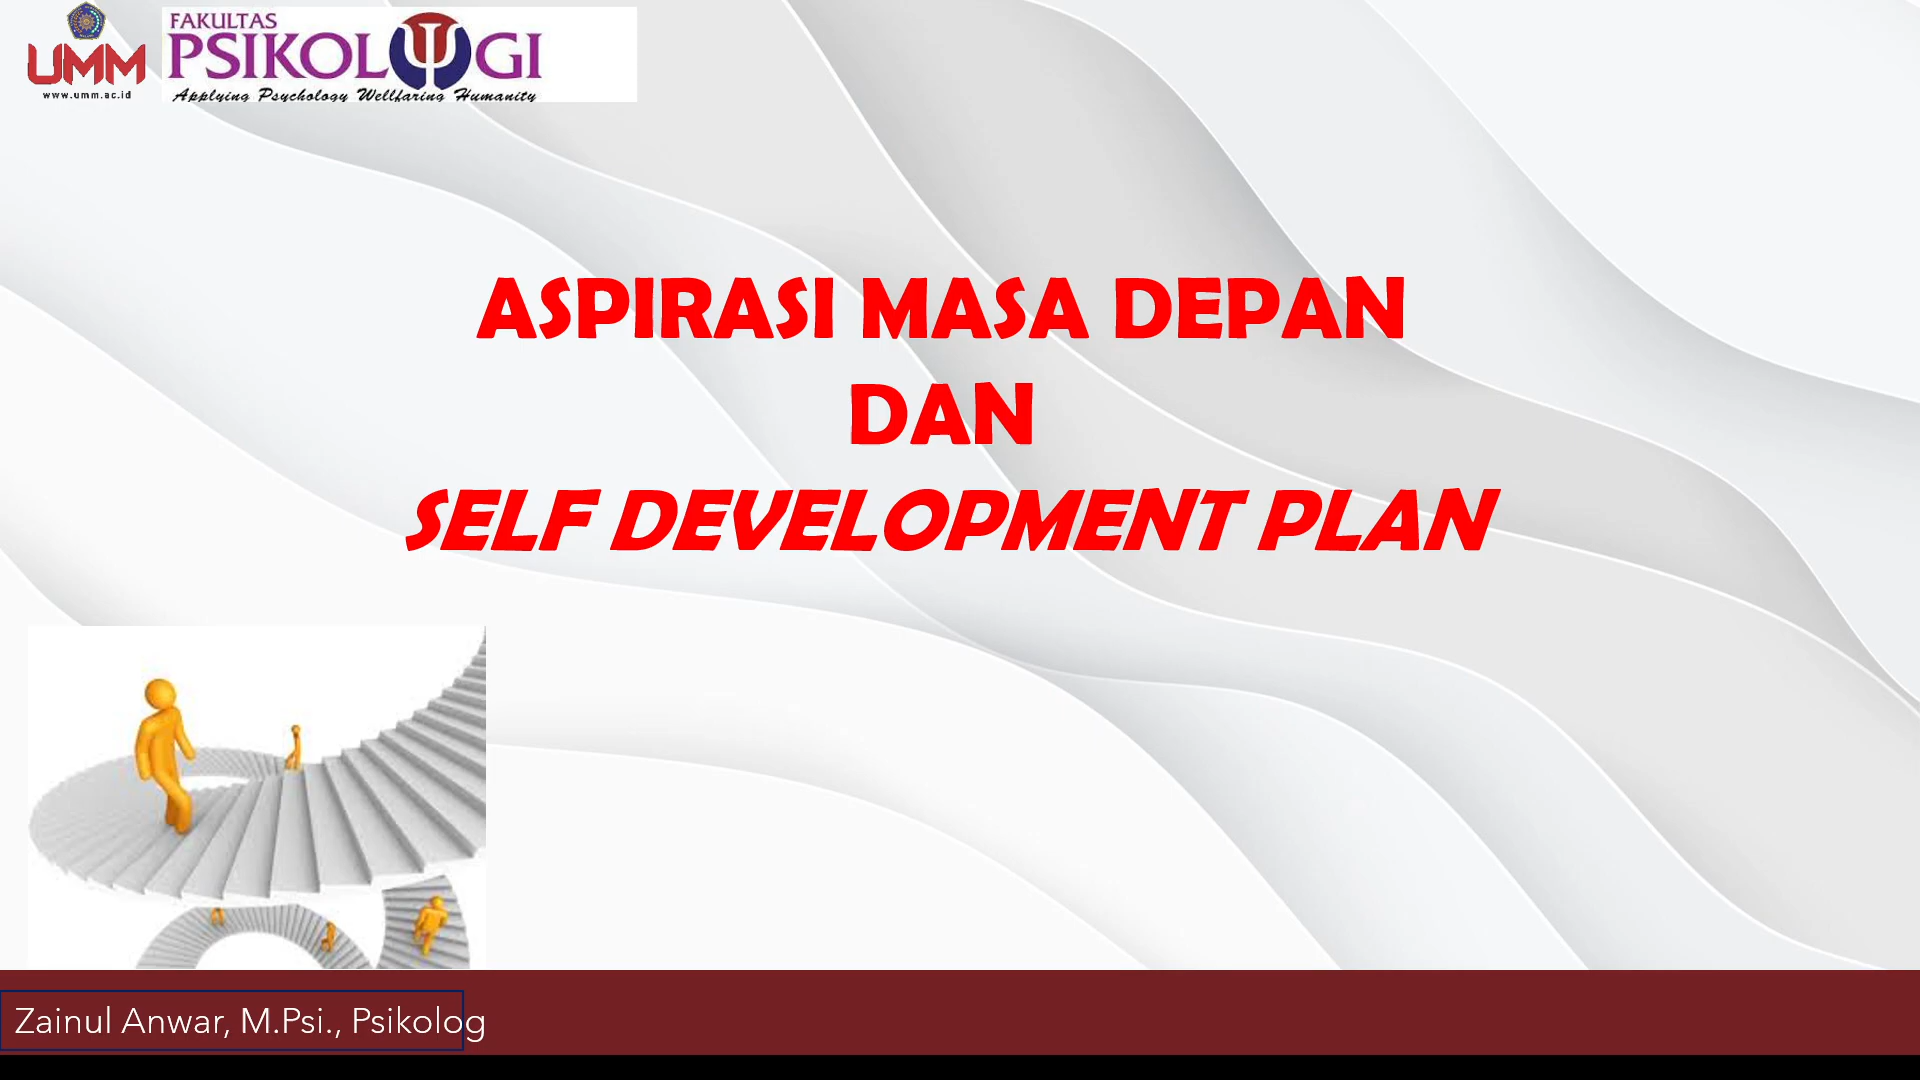 UMM
www.umm.ac.id
FAKULTAS
PSIKOLOGI
Applying Psychology Wellfaring Humanity
ASPIRASI MASA DEPAN
DAN
SELF DEVELOPMENT PLAN
Zainul Anwar, M.Psi., Psikolog